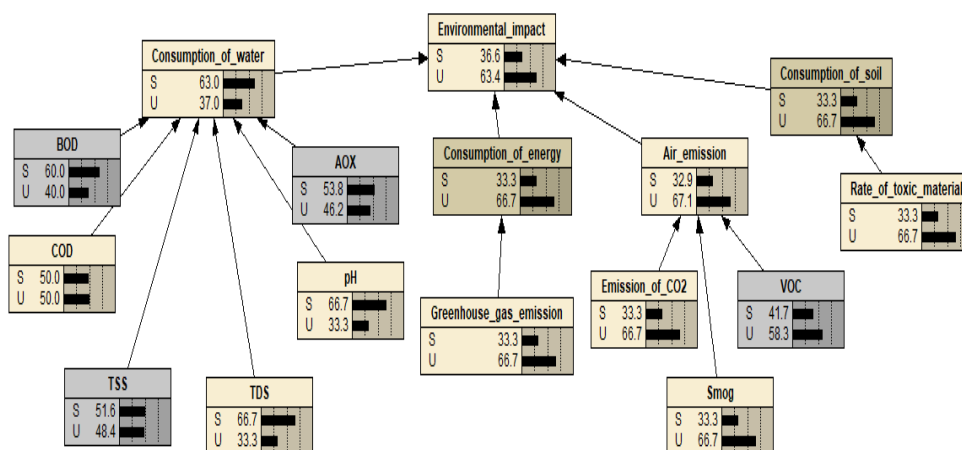 Environmental_impact
S 36.6
U 63.4
Consumption_of_water
S 63.0
U 37.0
Consumption_of_soil
S 33.3
U 66.7
BOD
S 60.0
U 40.0
AOX
S 53.8
U 46.2
Consumption_of_energy
S 33.3
U 66.7
Air_emission
S 32.9
U 67.1
Rate_of_toxic_material
S 33.3
U 66.7
COD
S 50.0
U 50.0
pH
S 66.7
U 33.3
Greenhouse_gas_emission
S 33.3
U 66.7
Emission_of_CO2
S 33.3
U 66.7
VOC
S 41.7
U 58.3
TSS
S 51.6
U 48.4
TDS
S 66.7
U 33.3
Smog
S 33.3
U 66.7